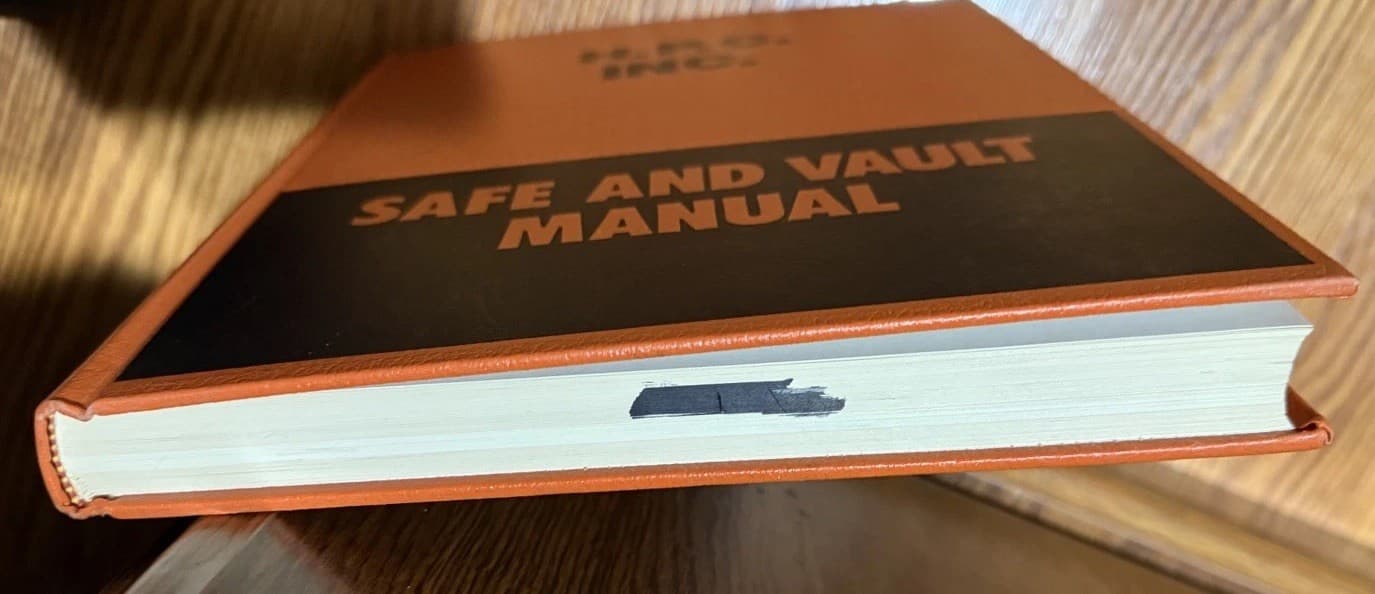 H.P.C.
INC.
SAFE AND VAULT
MANUAL